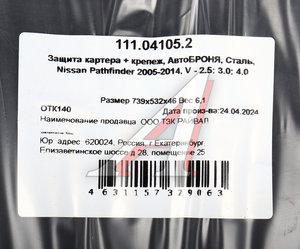 111.04105.2
Защита картера + крепеж, АвтоБРОНЯ, Сталь,
Nissan Pathfinder 2005-2014. V - 2.5; 3.0; 4.0
Размер 739x532x46 Вес 6,1
ОТК140 Дата произ-ва:24.04.2024
Наименование продавца ООО ТЗК РАЙВАЛ
Юр. адрес: 620024, Россия, г.Екатеринбург
Елизаветинское шоссе д.28, помещение 25
4 631157 329063